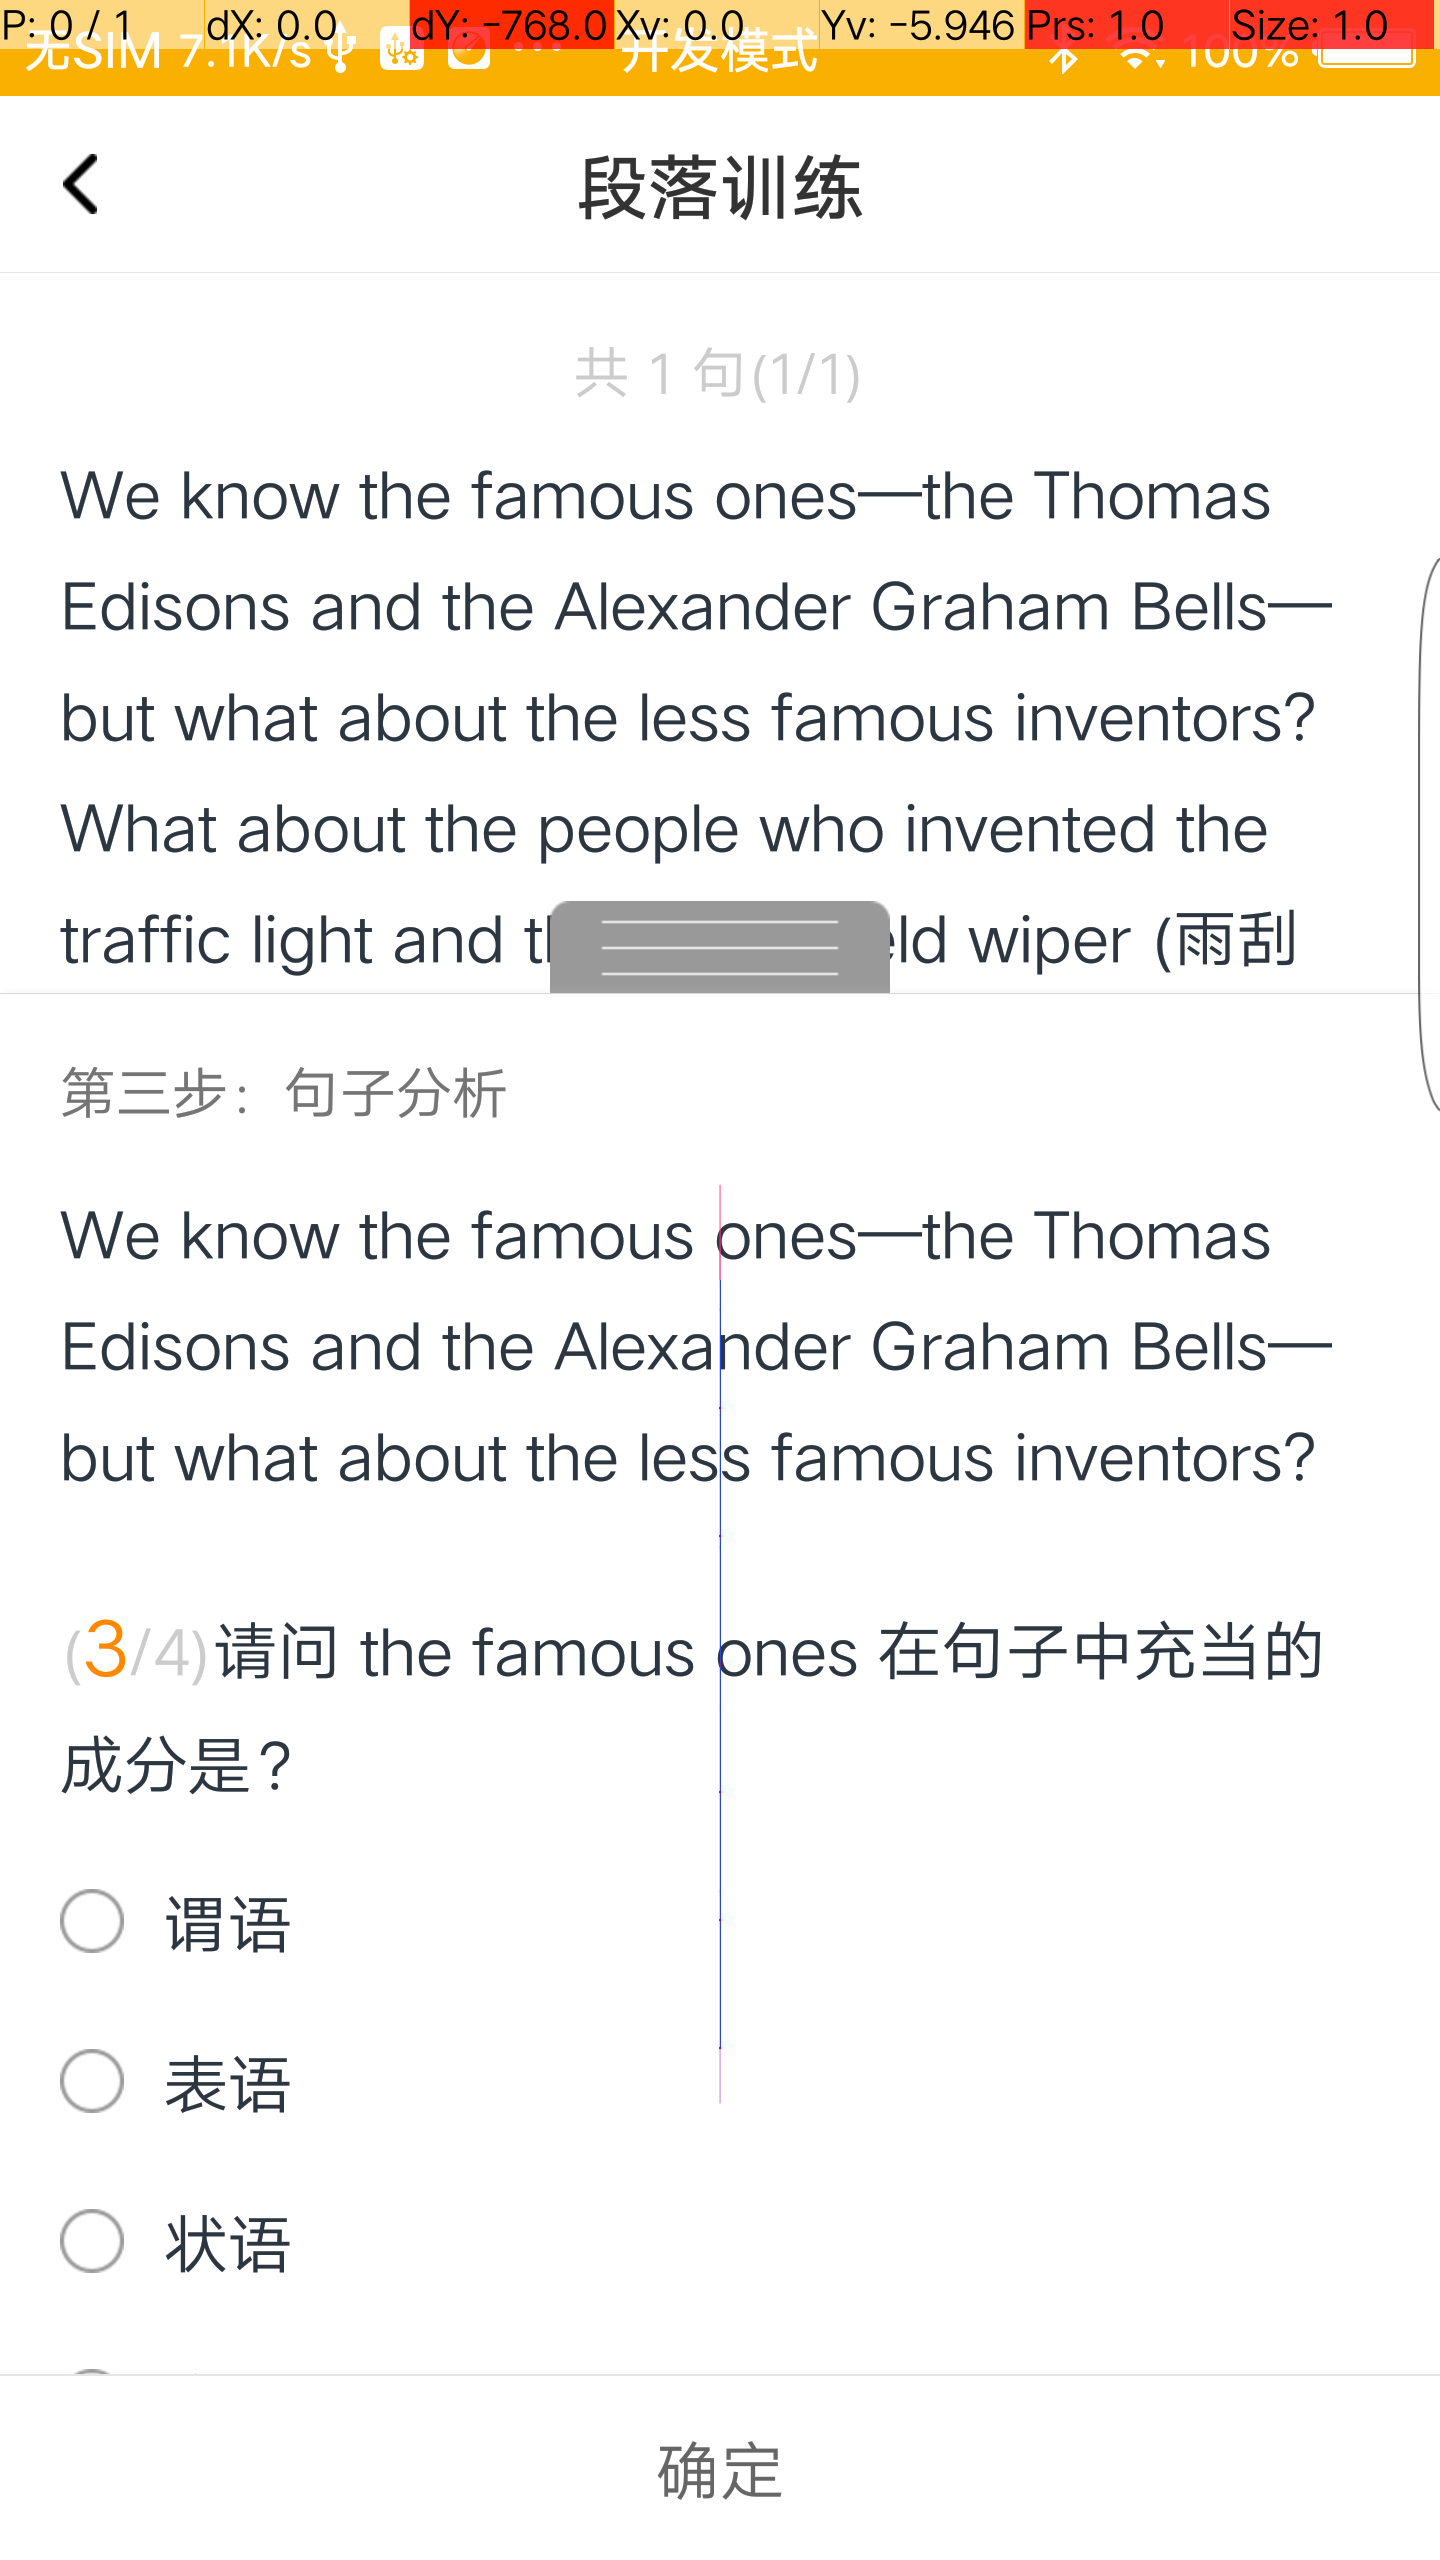 P: 0 / 1 dX: 0.0 dY: -768.0 Xv: 0.0 Yv: -5.946 Prs: 1.0 Size: 1.0
无SIM 7.1K/s 开发模式 100%
段落训练
共 1 句(1/1)
We know the famous ones—the Thomas
Edisons and the Alexander Graham Bells—
but what about the less famous inventors?
What about the people who invented the
traffic light and eld wiper (雨刮
第三步：句子分析
We know the famous ones—the Thomas
Edisons and the Alexander Graham Bells—
but what about the less famous inventors?
(3/4)请问 the famous ones 在句子中充当的
成分是?
谓语
表语
状语
确定